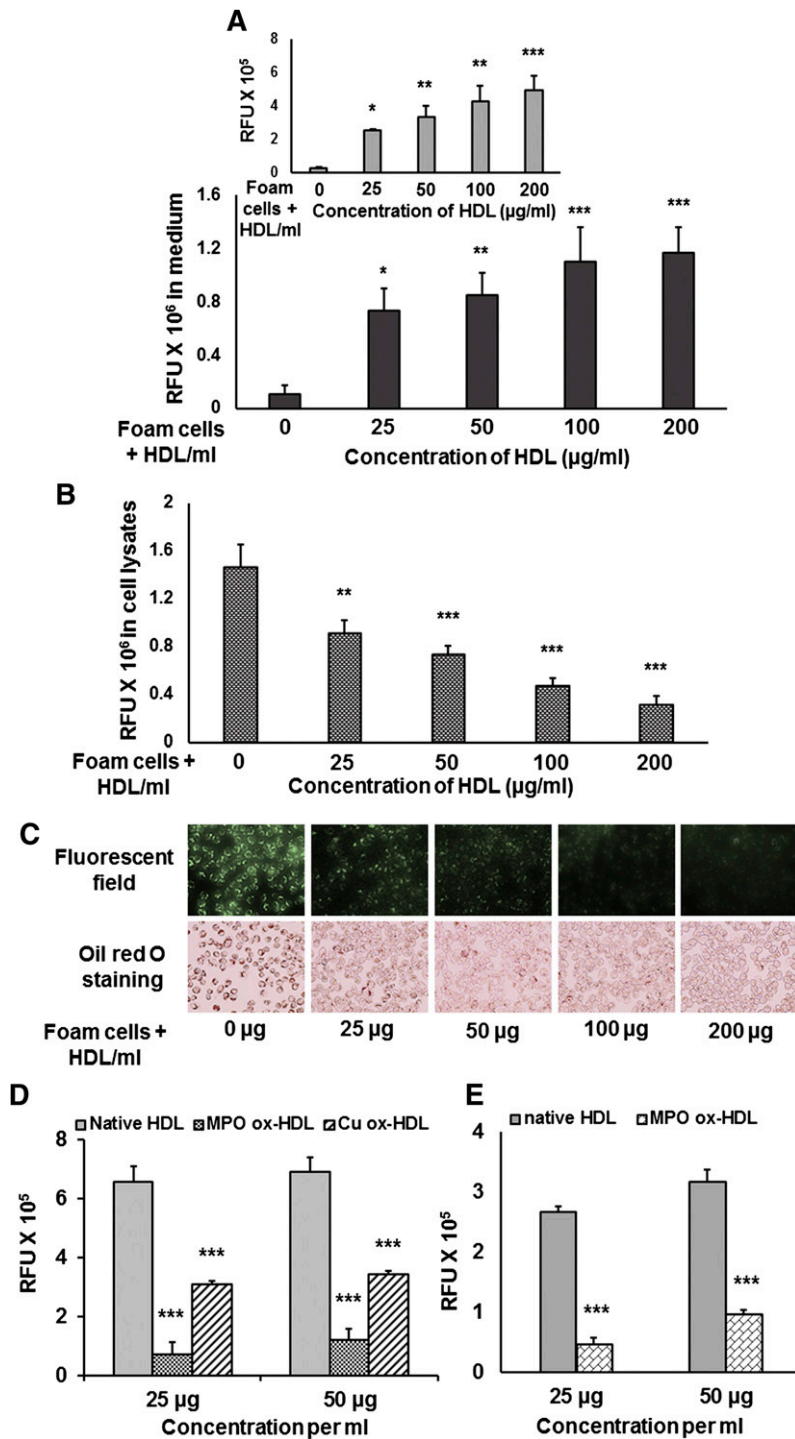 A
RFU X 10⁵
8
6
4
2
0
*
**
**
***
0 25 50 100 200
Foam cells + HDL/ml
Concentration of HDL (µg/ml)
RFU X 10⁶ in medium
1.6
1.2
0.8
0.4
0
*
**
***
***
0 25 50 100 200
Foam cells + HDL/ml
Concentration of HDL (µg/ml)
B
RFU X 10⁶ in cell lysates
2
1.6
1.2
0.8
0.4
0
**
***
***
***
0 25 50 100 200
Foam cells + HDL/ml
Concentration of HDL (µg/ml)
C
Fluorescent field
Oil red O staining
Foam cells + HDL/ml
0 µg 25 µg 50 µg 100 µg 200 µg
D
Native HDL MPO ox-HDL Cu ox-HDL
RFU X 10⁵
8
6
4
2
0
***
***
***
***
25 µg 50 µg
Concentration per ml
E
native HDL MPO ox-HDL
RFU X 10⁵
4
3
2
1
0
***
***
25 µg 50 µg
Concentration per ml